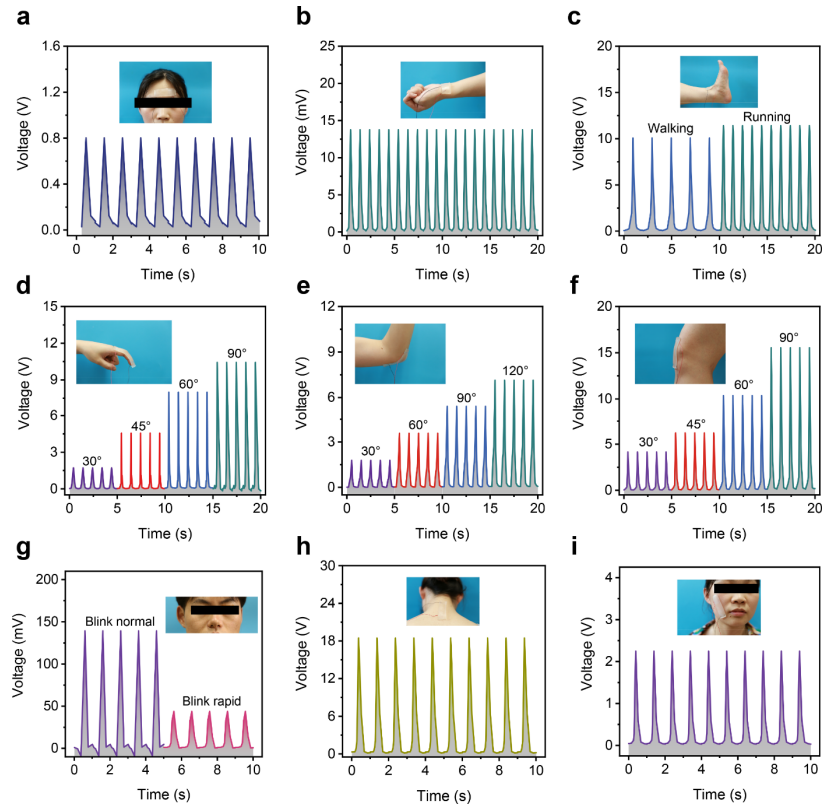 a
1.6
1.2
0.8
0.4
0.0
Voltage (V)
0 2 4 6 8 10
Time (s)
b
25
20
15
10
5
0
Voltage (mV)
0 5 10 15 20
Time (s)
c
20
15
10
5
0
Voltage (V)
Walking
Running
0 5 10 15 20
Time (s)
d
15
12
9
6
3
0
Voltage (V)
30°
45°
60°
90°
0 5 10 15 20
Time (s)
e
12
9
6
3
0
Voltage (V)
30°
60°
90°
120°
0 5 10 15 20
Time (s)
f
20
15
10
5
0
Voltage (V)
30°
45°
60°
90°
0 5 10 15 20
Time (s)
g
200
150
100
50
0
Voltage (mV)
Blink normal
Blink rapid
0 2 4 6 8 10
Time (s)
h
30
24
18
12
6
0
Voltage (V)
0 2 4 6 8 10
Time (s)
i
4
3
2
1
0
Voltage (V)
0 2 4 6 8 10
Time (s)